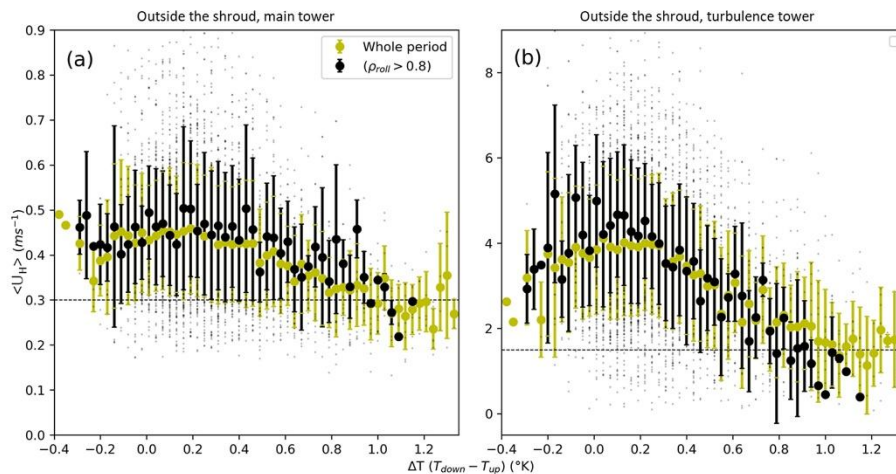 Outside the shroud, main tower
Outside the shroud, turbulence tower
(a)
Whole period
(ρroll > 0.8)
(b)
<U_H> (ms⁻¹)
0.9
0.8
0.7
0.6
0.5
0.4
0.3
0.2
0.1
0.0
8
6
4
2
0
−0.4 −0.2 0.0 0.2 0.4 0.6 0.8 1.0 1.2
−0.4 −0.2 0.0 0.2 0.4 0.6 0.8 1.0 1.2
ΔT (T_down − T_up) (°K)